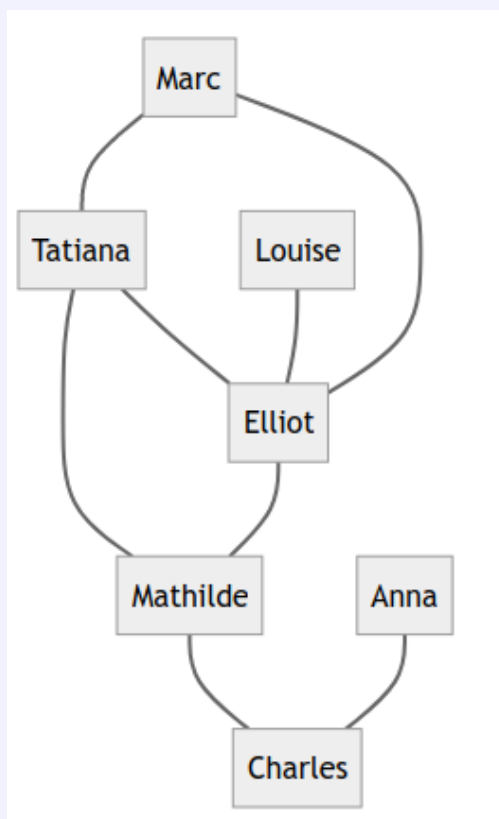 Marc
Tatiana
Louise
Elliot
Mathilde
Anna
Charles